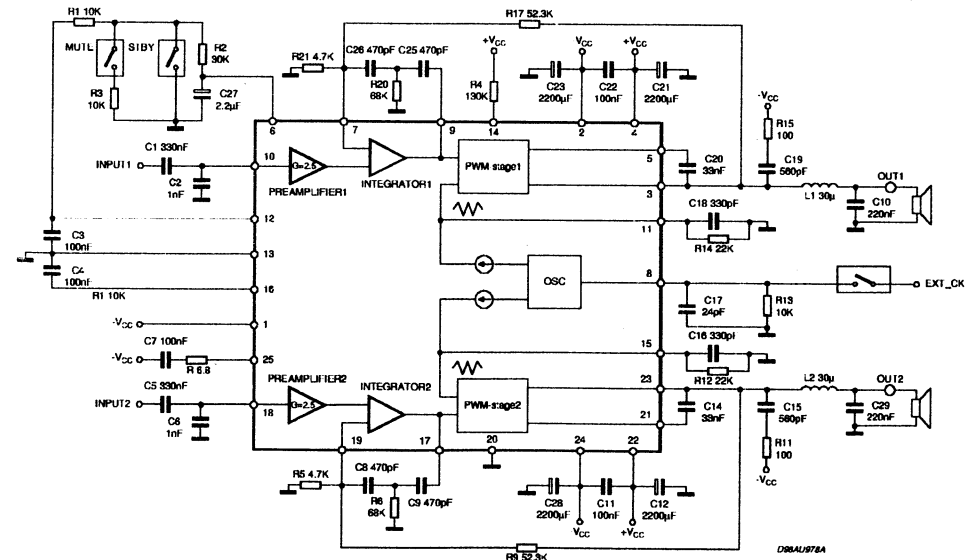 R1 10K
MUTL
STBY
R2
30K
R3
10K
C27
2.2µF
R21 4.7K
C26 470pF
C25 470pF
R20
68K
R17 52.3K
+VCC
R4
130K
VCC
+VCC
C23
2200µF
C22
100nF
C21
2200µF
-VCC
R15
100
6
7
9
14
2
4
C1 330nF
INPUT1
C2
1nF
10
G=2.5
PREAMPLIFIER1
INTEGRATOR1
PWM-stage1
5
3
C20
33nF
C19
560pF
L1 30µ
OUT1
C10
220nF
12
C3
100nF
13
C4
100nF
R1 10K
16
11
C18 330pF
R14 22K
OSC
8
EXT_CK
C17
24pF
R13
10K
-VCC
1
C7 100nF
-VCC
R 6.8
25
15
C16 330pF
R12 22K
C5 330nF
INPUT2
C6
1nF
18
PREAMPLIFIER2
G=2.5
INTEGRATOR2
PWM-stage2
23
21
C14
33nF
C15
560pF
L2 30µ
OUT2
C29
220nF
R11
100
-VCC
19
17
20
24
22
R5 4.7K
C8 470pF
R6
68K
C9 470pF
C28
2200µF
C11
100nF
C12
2200µF
VCC
+VCC
R9 52.3K
D98AU978A